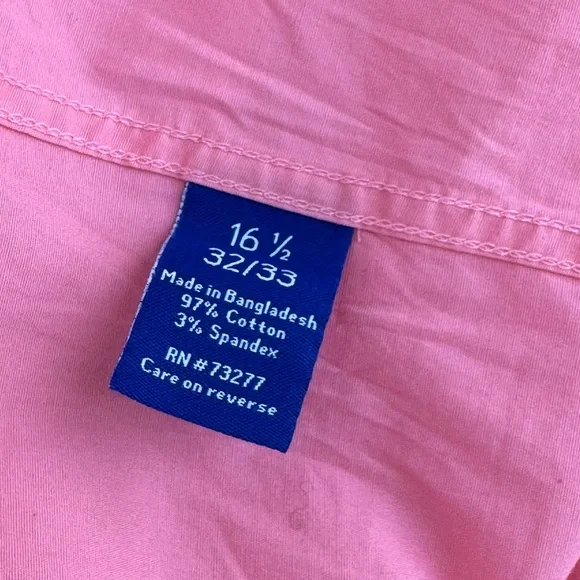 16 ½
32/33
Made in Bangladesh
97% Cotton
3% Spandex
RN #73277
Care on reverse